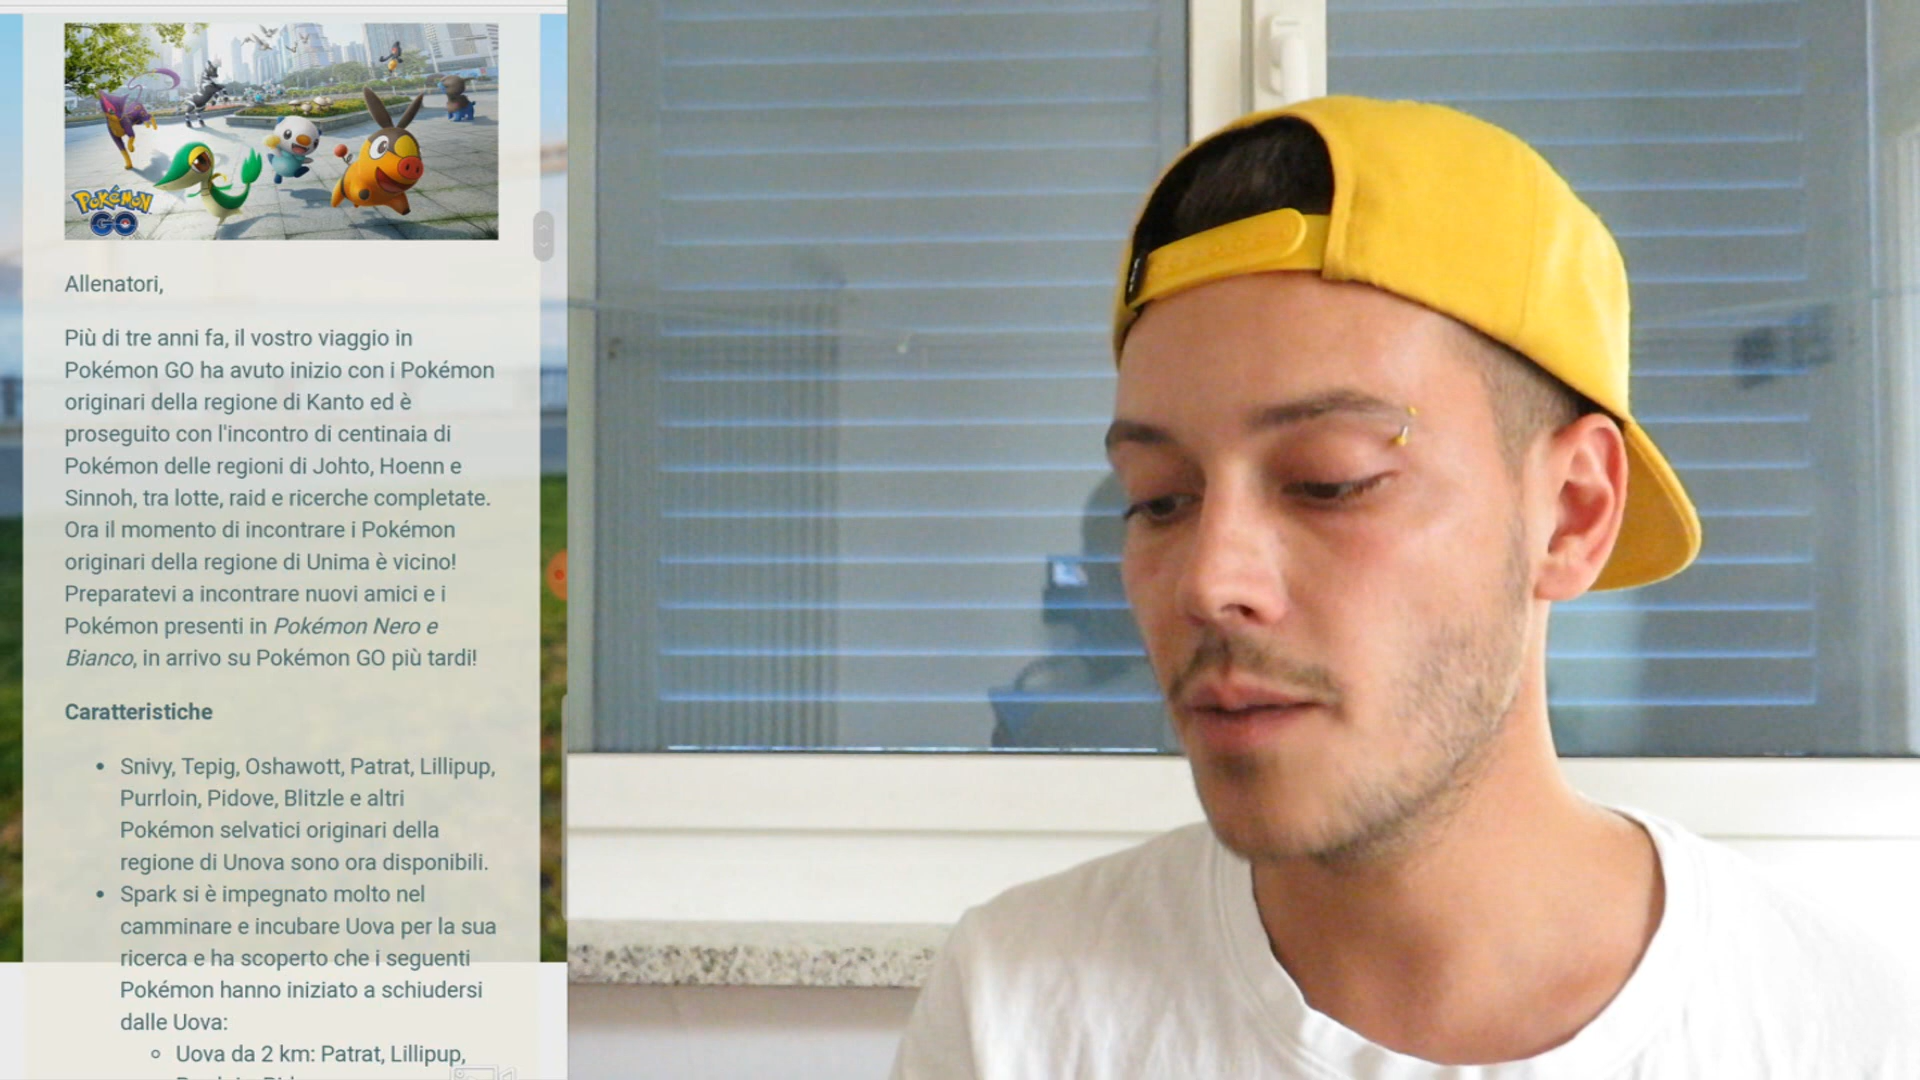 POKéMON
GO
Allenatori,
Più di tre anni fa, il vostro viaggio in
Pokémon GO ha avuto inizio con i Pokémon
originari della regione di Kanto ed è
proseguito con l'incontro di centinaia di
Pokémon delle regioni di Johto, Hoenn e
Sinnoh, tra lotte, raid e ricerche completate.
Ora il momento di incontrare i Pokémon
originari della regione di Unima è vicino!
Preparatevi a incontrare nuovi amici e i
Pokémon presenti in Pokémon Nero e
Bianco, in arrivo su Pokémon GO più tardi!
Caratteristiche
• Snivy, Tepig, Oshawott, Patrat, Lillipup,
Purrloin, Pidove, Blitzle e altri
Pokémon selvatici originari della
regione di Unova sono ora disponibili.
• Spark si è impegnato molto nel
camminare e incubare Uova per la sua
ricerca e ha scoperto che i seguenti
Pokémon hanno iniziato a schiudersi
dalle Uova:
◦ Uova da 2 km: Patrat, Lillipup,